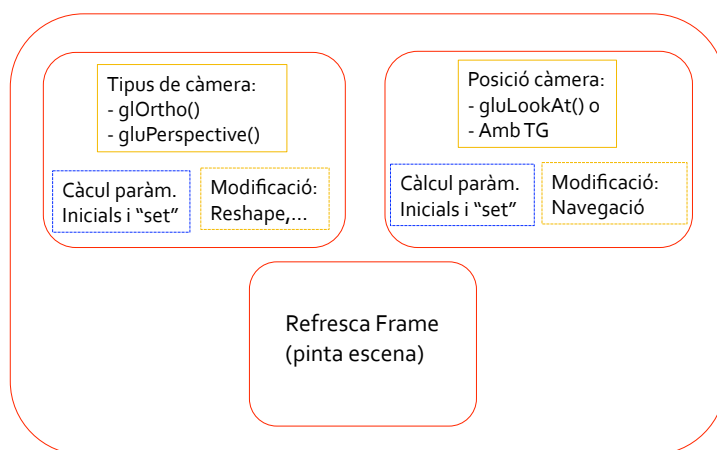 Tipus de càmera:
- glOrtho()
- gluPerspective()
Càcul paràm.
Inicials i “set”
Modificació:
Reshape,...
Posició càmera:
- gluLookAt() o
- Amb TG
Càlcul paràm.
Inicials i “set”
Modificació:
Navegació
Refresca Frame
(pinta escena)